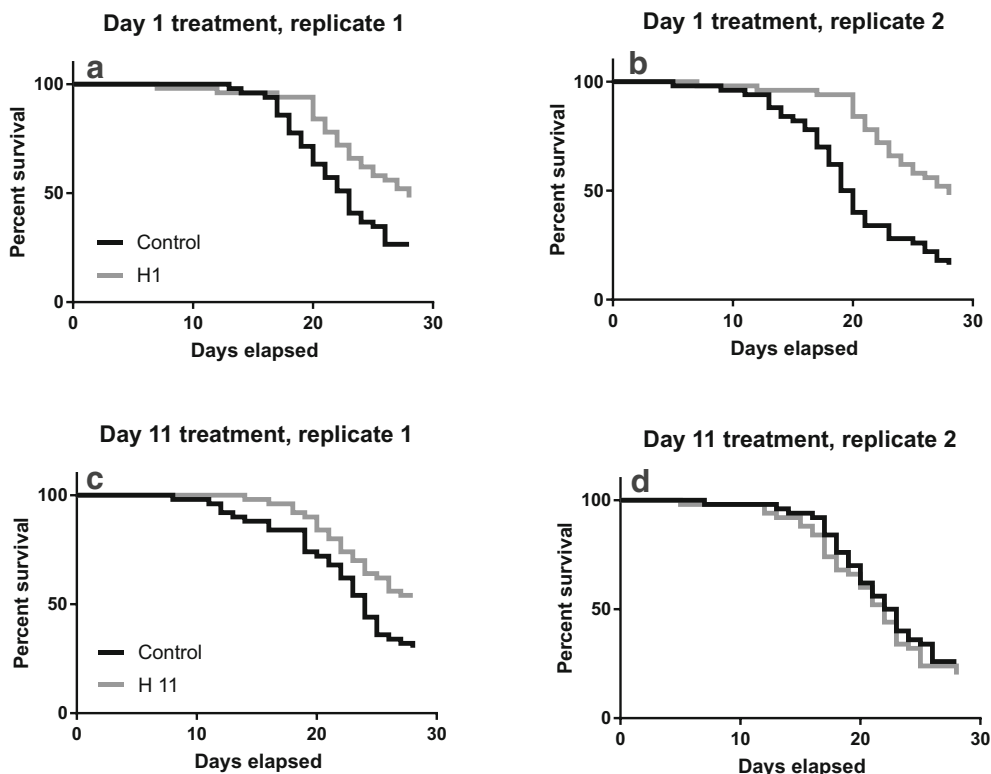 Day 1 treatment, replicate 1
a
Percent survival
100
50
0
Control
H1
0 10 20 30
Days elapsed
Day 1 treatment, replicate 2
b
Percent survival
100
50
0
0 10 20 30
Days elapsed
Day 11 treatment, replicate 1
c
Percent survival
100
50
0
Control
H 11
0 10 20 30
Days elapsed
Day 11 treatment, replicate 2
d
Percent survival
100
50
0
0 10 20 30
Days elapsed